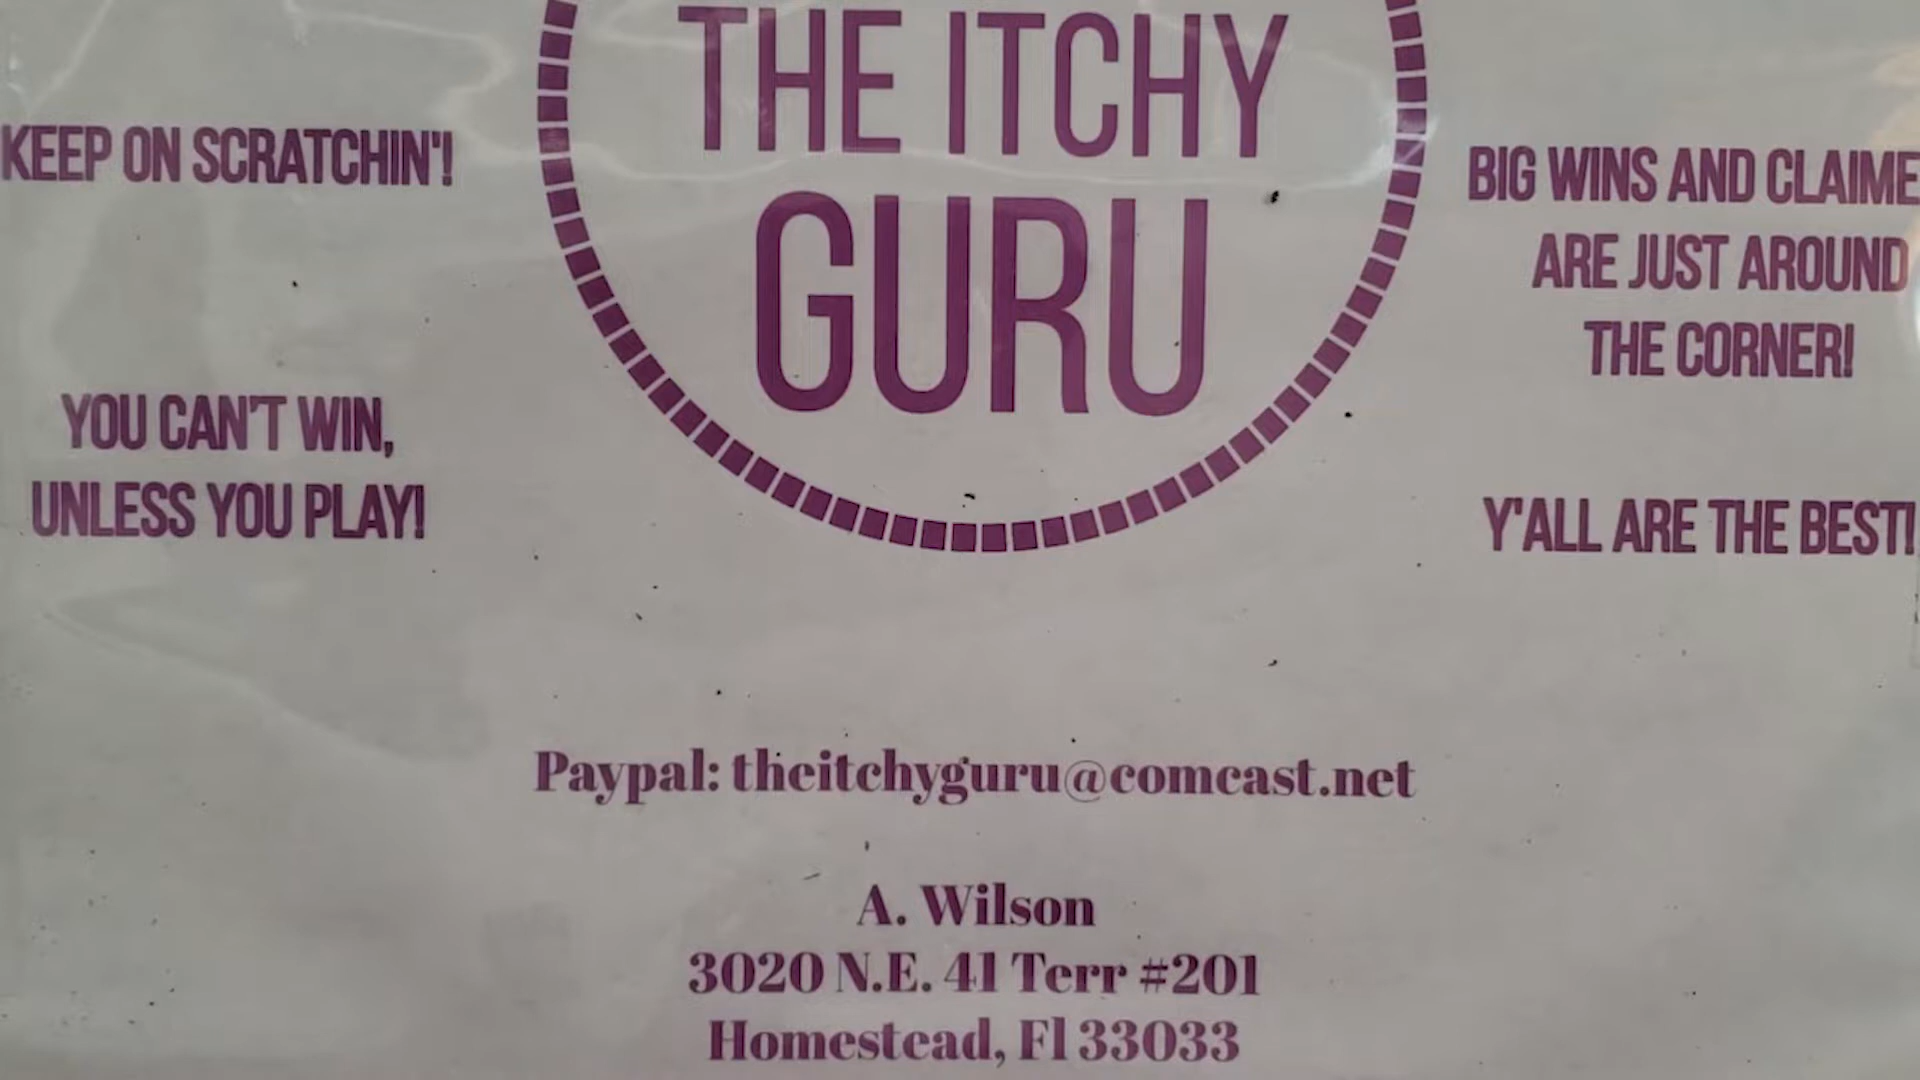 THE ITCHY
GURU
KEEP ON SCRATCHIN'!
YOU CAN'T WIN,
UNLESS YOU PLAY!
BIG WINS AND CLAIME
ARE JUST AROUND
THE CORNER!
Y'ALL ARE THE BEST!
Paypal: theitchyguru@comcast.net
A. Wilson
3020 N.E. 41 Terr #201
Homestead, Fl 33033